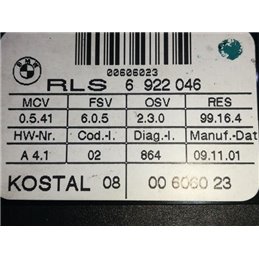 BMW
00606023
RLS 6 922 046
MCV FSV OSV RES
0.5.41 6.0.5 2.3.0 99.16.4
HW-Nr. Cod.-I. Diag.-I. Manuf.-Dat
A 4.1 02 864 09.11.01
KOSTAL 08 00 6060 23